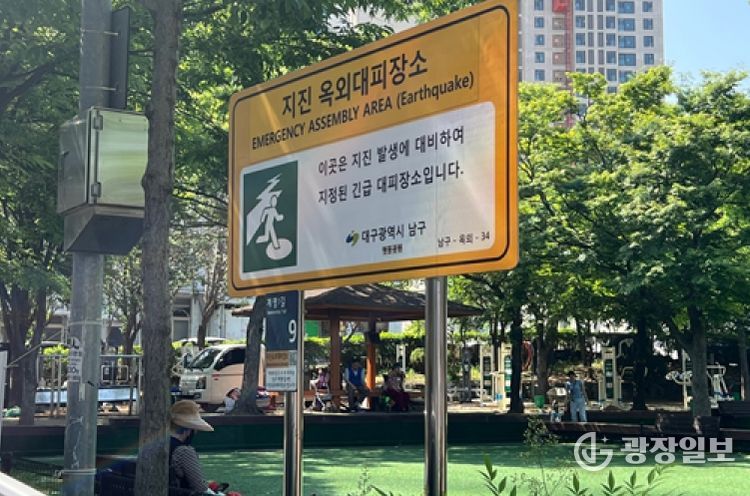 지진 옥외대피장소
EMERGENCY ASSEMBLY AREA (Earthquake)
이곳은 지진 발생에 대비하여
지정된 긴급 대피장소입니다.
대구광역시 남구
남구 - 옥외 - 34
9
광장일보